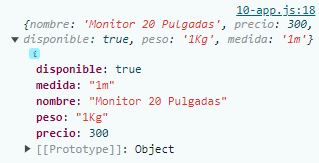 10-app.js:18
{nombre: 'Monitor 20 Pulgadas', precio: 300,
▼ disponible: true, peso: '1Kg', medida: '1m'}
i
disponible: true
medida: "1m"
nombre: "Monitor 20 Pulgadas"
peso: "1Kg"
precio: 300
▶ [[Prototype]]: Object